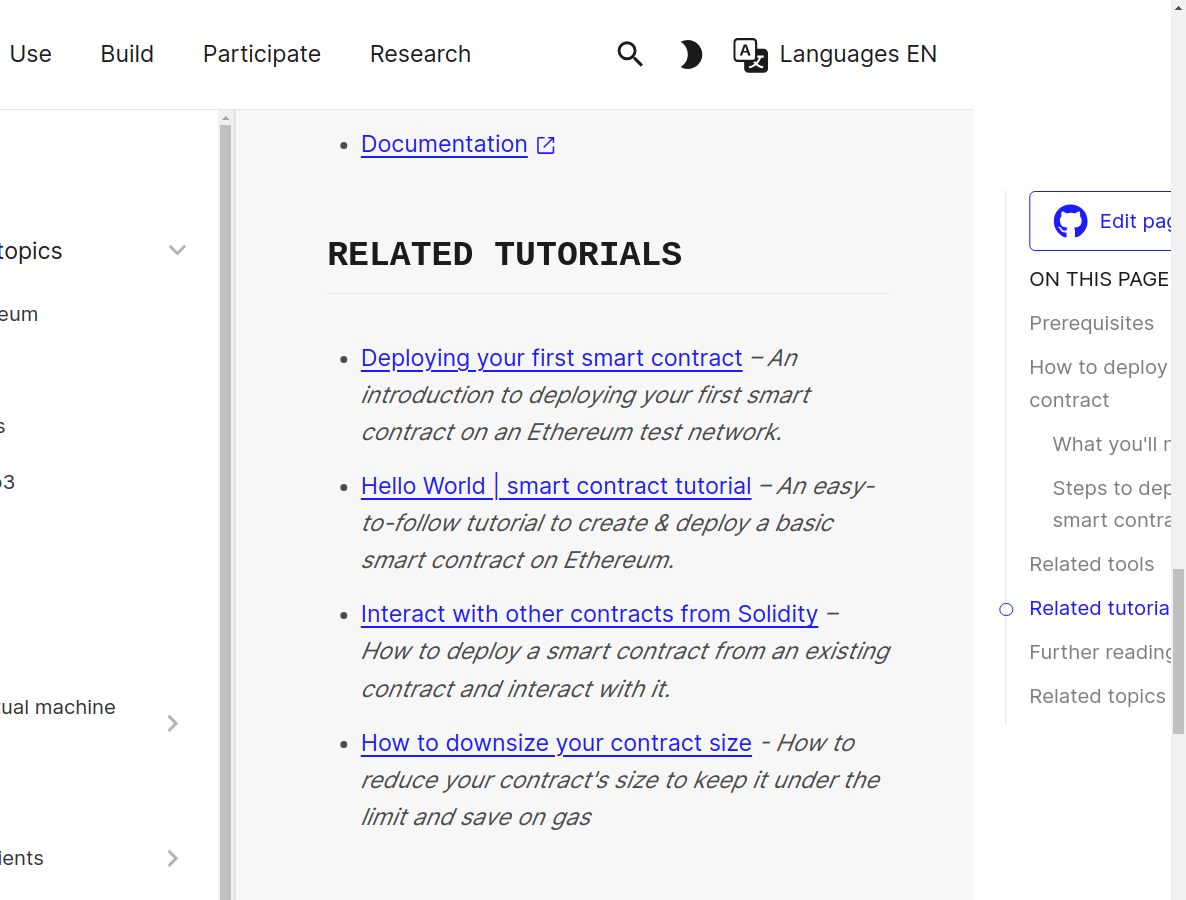 Use
Build
Participate
Research
Languages EN
topics
eum
s
o3
tual machine
ients
Documentation
RELATED TUTORIALS
Deploying your first smart contract – An
introduction to deploying your first smart
contract on an Ethereum test network.
Hello World | smart contract tutorial – An easy-
to-follow tutorial to create & deploy a basic
smart contract on Ethereum.
Interact with other contracts from Solidity –
How to deploy a smart contract from an existing
contract and interact with it.
How to downsize your contract size - How to
reduce your contract's size to keep it under the
limit and save on gas
Edit pag
ON THIS PAGE
Prerequisites
How to deploy
contract
What you'll n
Steps to dep
smart contra
Related tools
Related tutoria
Further reading
Related topics